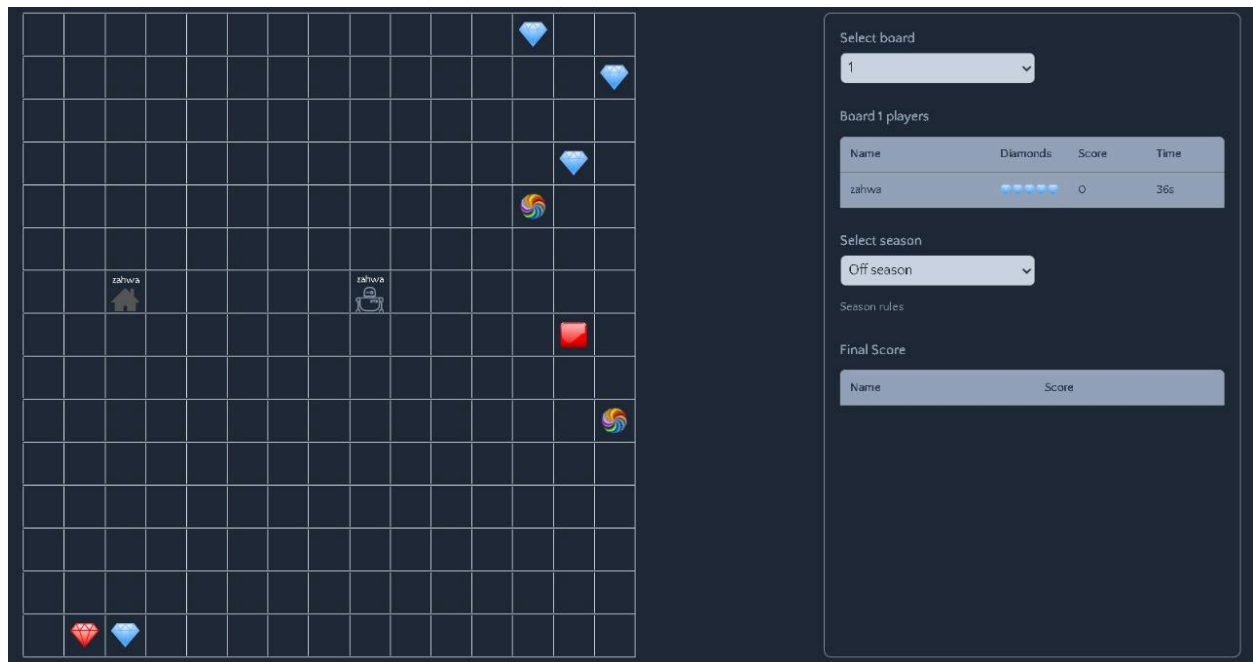 zahwa
zahwa
Select board
1
Board 1 players
Name Diamonds Score Time
zahwa 0 36s
Select season
Off season
Season rules
Final Score
Name Score